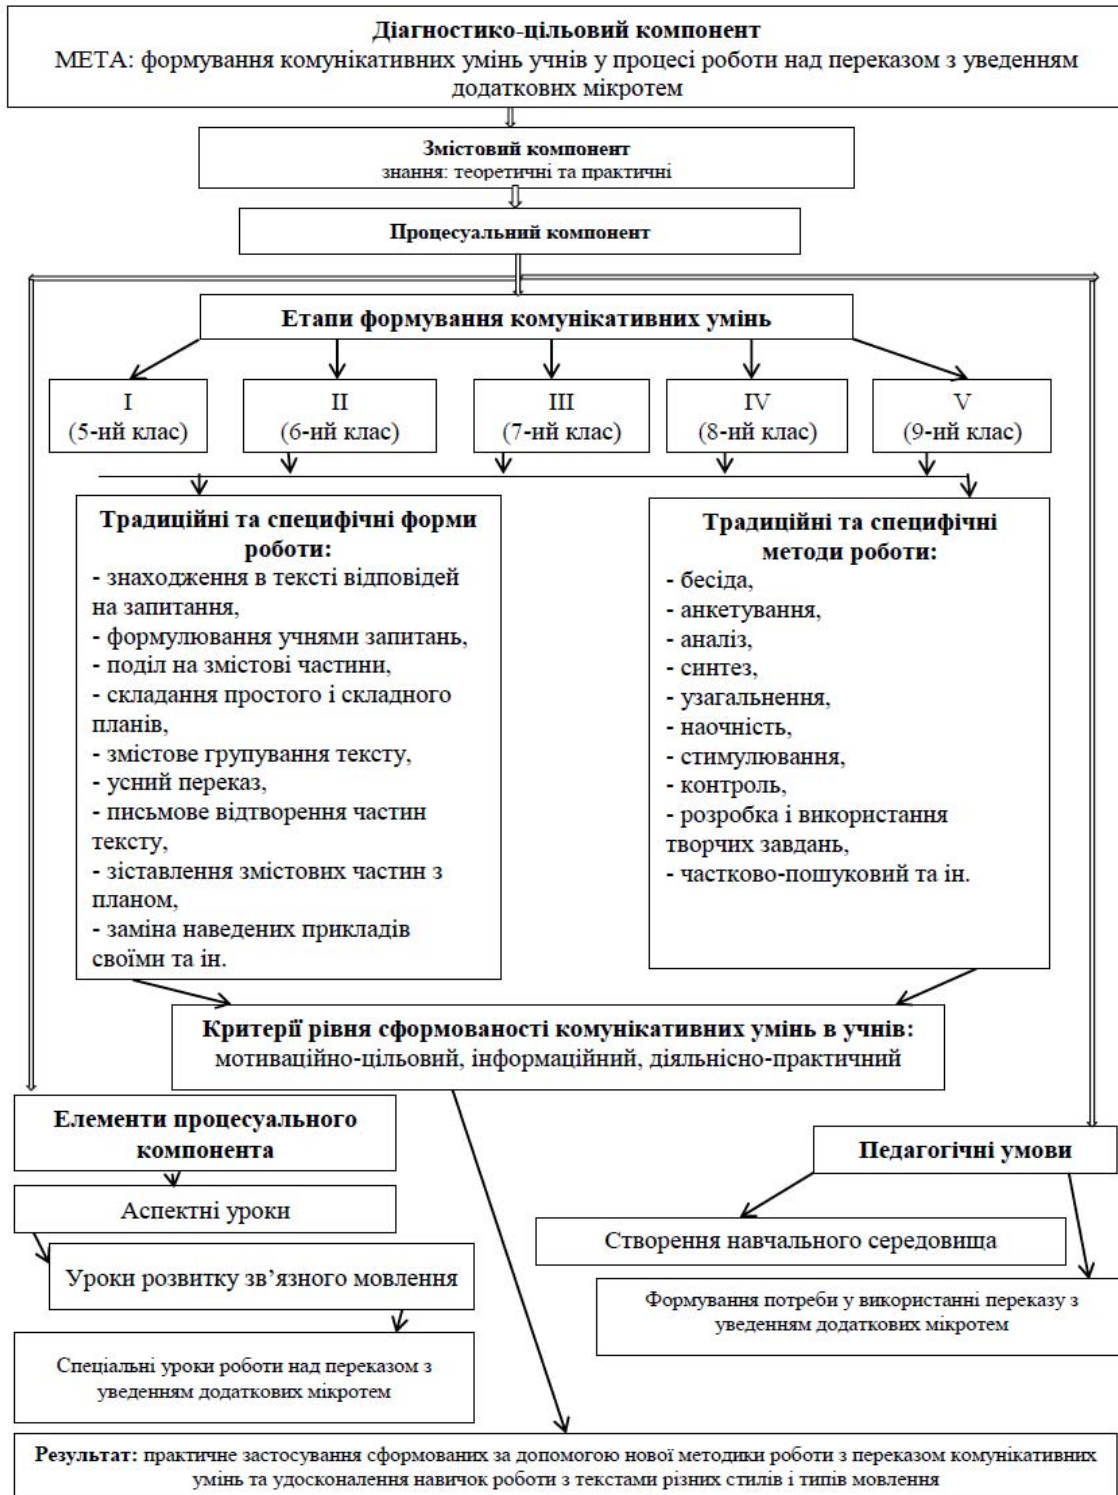 Діагностико-цільовий компонент
МЕТА: формування комунікативних умінь учнів у процесі роботи над переказом з уведенням
додаткових мікротем
Змістовий компонент
знання: теоретичні та практичні
Процесуальний компонент
Етапи формування комунікативних умінь
I
(5-ий клас)
II
(6-ий клас)
III
(7-ий клас)
IV
(8-ий клас)
V
(9-ий клас)
Традиційні та специфічні форми
роботи:
- знаходження в тексті відповідей
на запитання,
- формулювання учнями запитань,
- поділ на змістові частини,
- складання простого і складного
планів,
- змістове групування тексту,
- усний переказ,
- письмове відтворення частин
тексту,
- зіставлення змістових частин з
планом,
- заміна наведених прикладів
своїми та ін.
Традиційні та специфічні
методи роботи:
- бесіда,
- анкетування,
- аналіз,
- синтез,
- узагальнення,
- наочність,
- стимулювання,
- контроль,
- розробка і використання
творчих завдань,
- частково-пошуковий та ін.
Критерії рівня сформованості комунікативних умінь в учнів:
мотиваційно-цільовий, інформаційний, діяльнісно-практичний
Елементи процесуального
компонента
Аспектні уроки
Уроки розвитку зв’язного мовлення
Спеціальні уроки роботи над переказом з
уведенням додаткових мікротем
Педагогічні умови
Створення навчального середовища
Формування потреби у використанні переказу з
уведенням додаткових мікротем
Результат: практичне застосування сформованих за допомогою нової методики роботи з переказом комунікативних
умінь та удосконалення навичок роботи з текстами різних стилів і типів мовлення